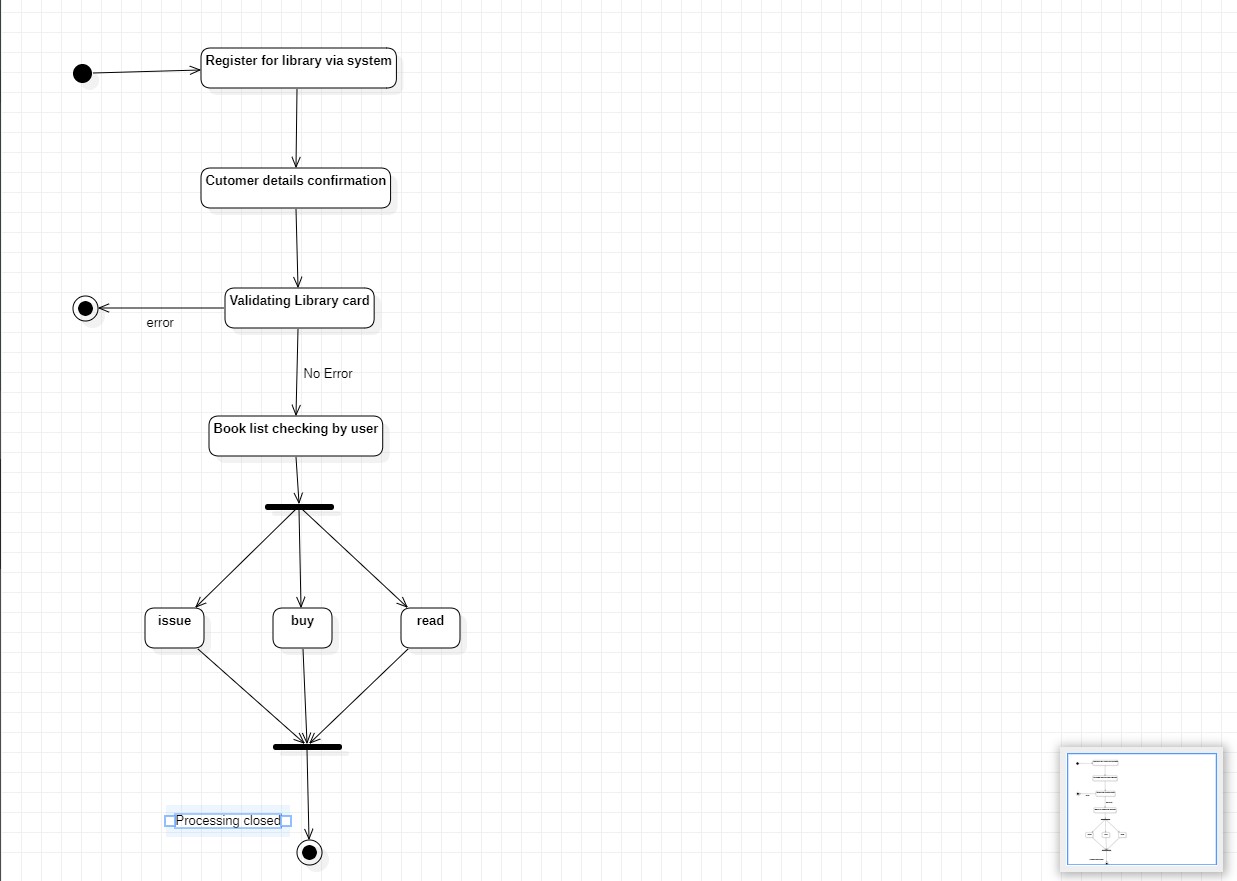 Register for library via system
Cutomer details confirmation
Validating Library card
error
No Error
Book list checking by user
issue
buy
read
Processing closed